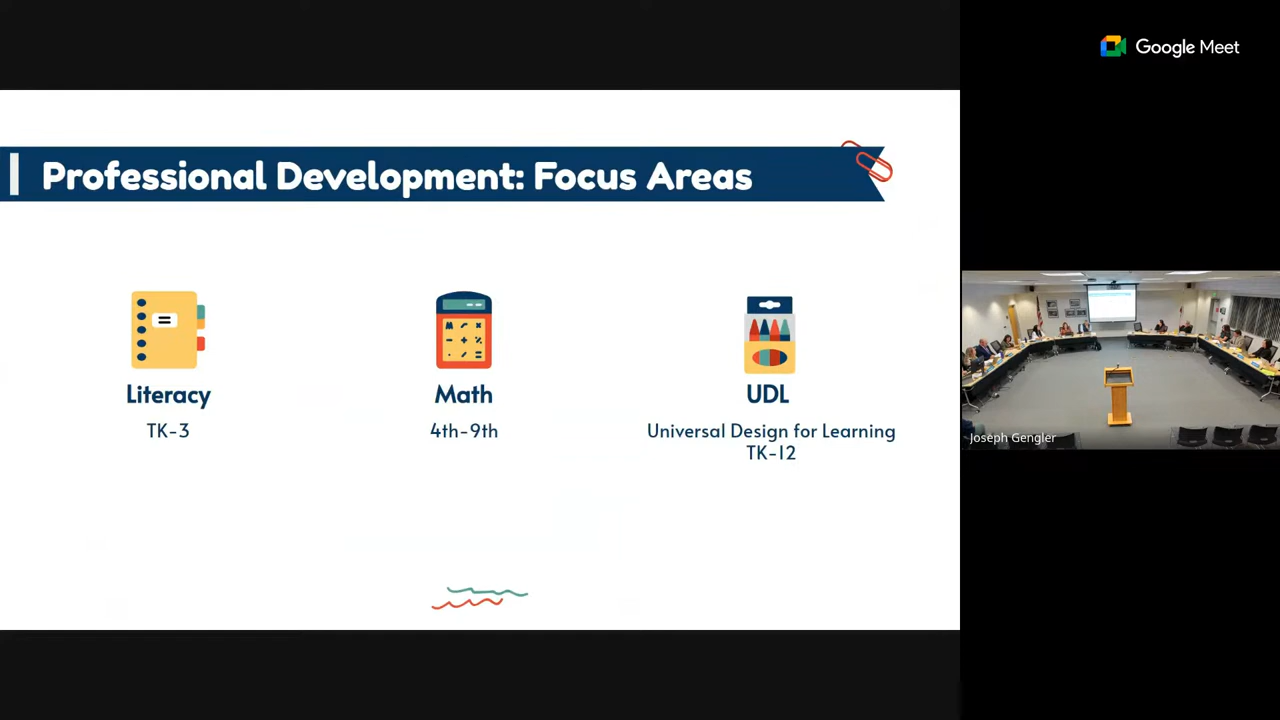 Google Meet
Professional Development: Focus Areas
Literacy
TK-3
Math
4th-9th
UDL
Universal Design for Learning
TK-12
Joseph Gengler